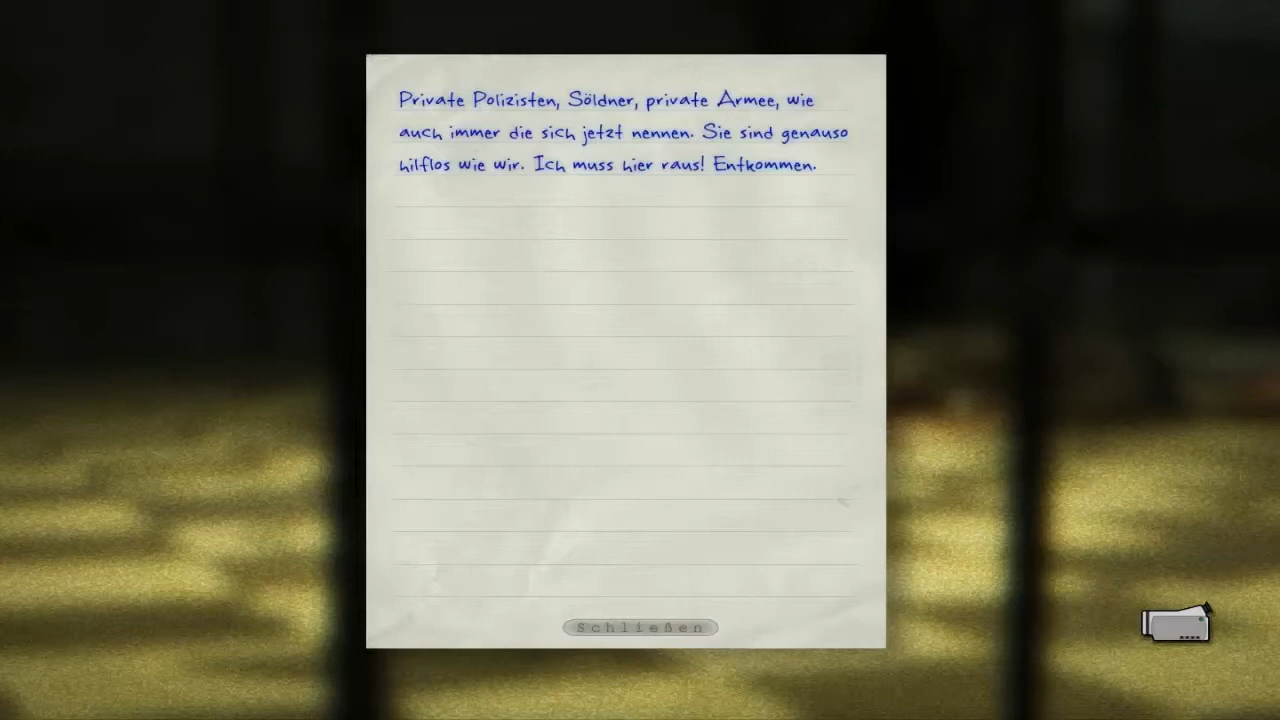 Private Polizisten, Söldner, private Armee, wie
auch immer die sich jetzt nennen. Sie sind genauso
hilflos wie wir. Ich muss hier raus! Entkommen.
Schließen